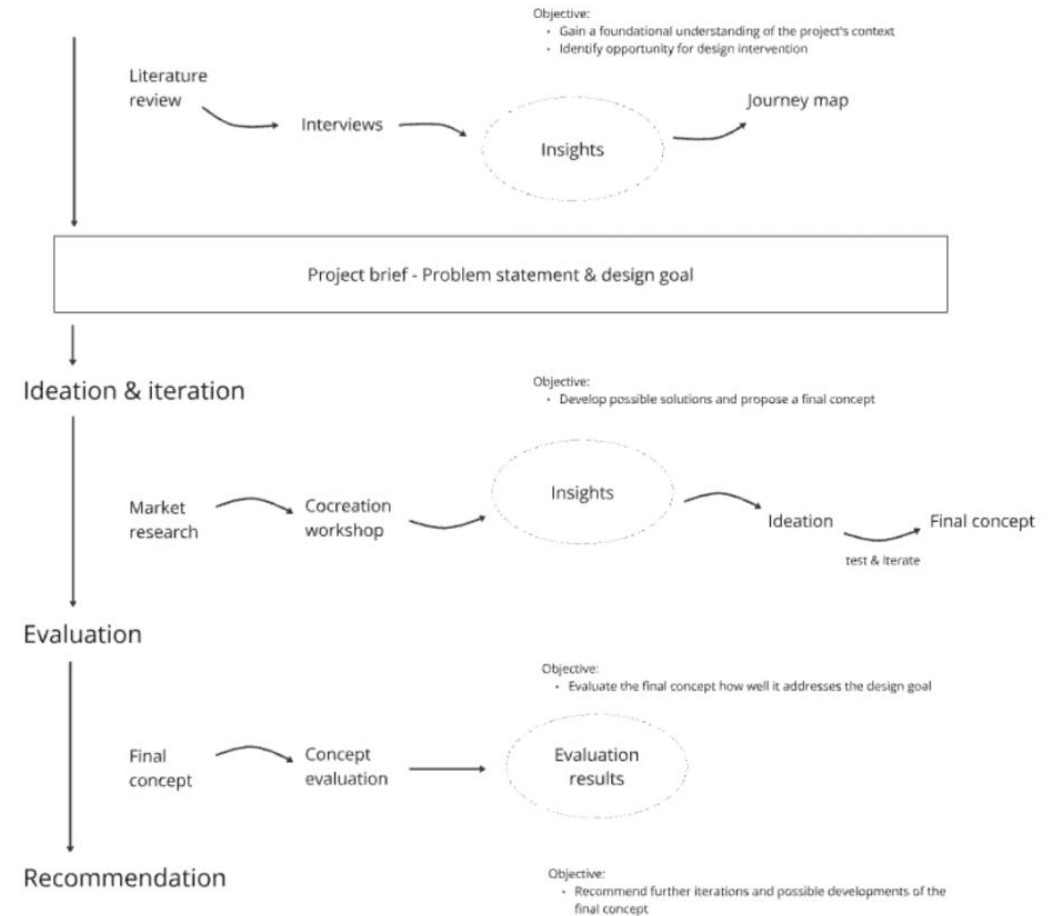 Objective:
• Gain a foundational understanding of the project's context
• Identify opportunity for design intervention
Literature
review
Interviews
Insights
Journey map
Project brief - Problem statement & design goal
Ideation & iteration
Objective:
• Develop possible solutions and propose a final concept
Market
research
Cocreation
workshop
Insights
Ideation
test & iterate
Final concept
Evaluation
Objective:
• Evaluate the final concept how well it addresses the design goal
Final
concept
Concept
evaluation
Evaluation
results
Recommendation
Objective:
• Recommend further iterations and possible developments of the
final concept